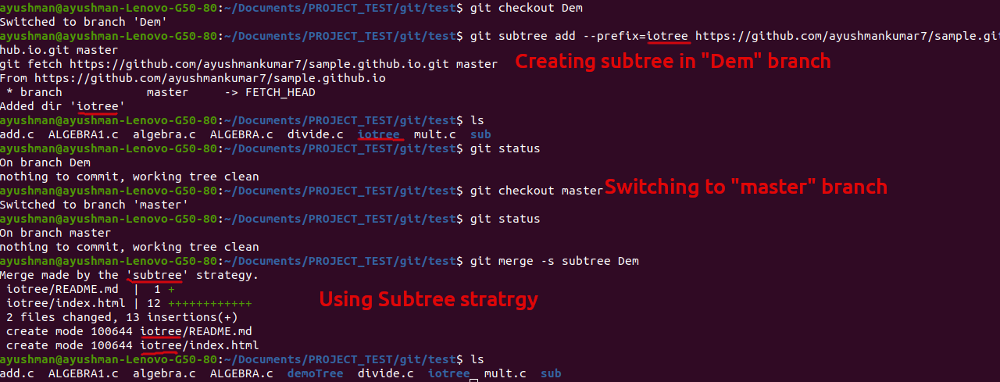 ayushman@ayushman-Lenovo-G50-80:~/Documents/PROJECT_TEST/git/test$ git checkout Dem
Switched to branch 'Dem'
ayushman@ayushman-Lenovo-G50-80:~/Documents/PROJECT_TEST/git/test$ git subtree add --prefix=iotree https://github.com/ayushmankumar7/sample.git
hub.io.git master
git fetch https://github.com/ayushmankumar7/sample.github.io.git master
Creating subtree in "Dem" branch
From https://github.com/ayushmankumar7/sample.github.io
 * branch            master     -> FETCH_HEAD
Added dir 'iotree'
ayushman@ayushman-Lenovo-G50-80:~/Documents/PROJECT_TEST/git/test$ ls
add.c  ALGEBRA1.c  algebra.c  ALGEBRA.c  divide.c  iotree  mult.c  sub
ayushman@ayushman-Lenovo-G50-80:~/Documents/PROJECT_TEST/git/test$ git status
On branch Dem
nothing to commit, working tree clean
ayushman@ayushman-Lenovo-G50-80:~/Documents/PROJECT_TEST/git/test$ git checkout master
Switching to "master" branch
Switched to branch 'master'
ayushman@ayushman-Lenovo-G50-80:~/Documents/PROJECT_TEST/git/test$ git status
On branch master
nothing to commit, working tree clean
ayushman@ayushman-Lenovo-G50-80:~/Documents/PROJECT_TEST/git/test$ git merge -s subtree Dem
Merge made by the 'subtree' strategy.
 iotree/README.md  |  1 +
 iotree/index.html | 12 ++++++++++++
Using Subtree stratrgy
 2 files changed, 13 insertions(+)
 create mode 100644 iotree/README.md
 create mode 100644 iotree/index.html
ayushman@ayushman-Lenovo-G50-80:~/Documents/PROJECT_TEST/git/test$ ls
add.c  ALGEBRA1.c  algebra.c  ALGEBRA.c  demoTree  divide.c  iotree  mult.c  sub